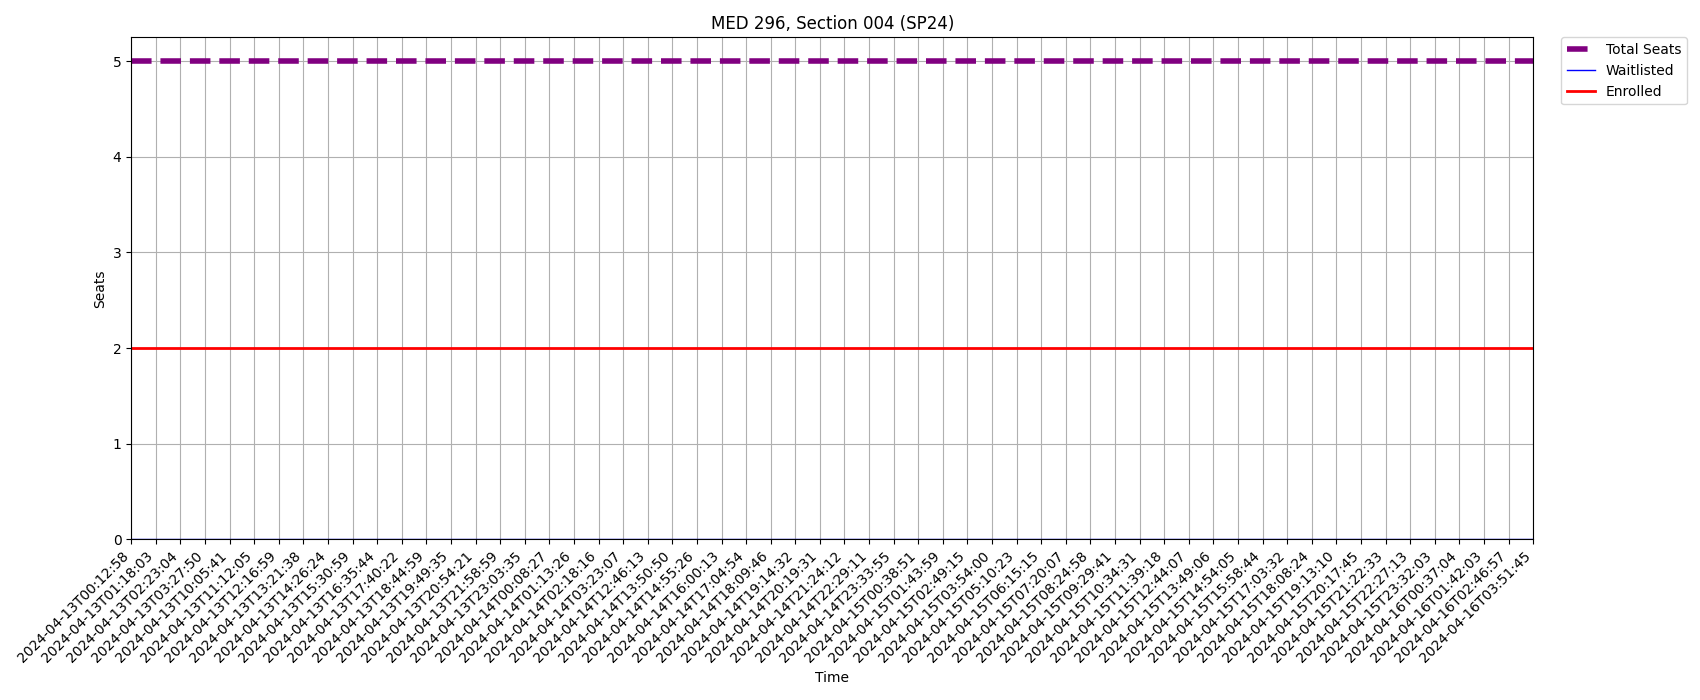 MED 296, Section 004 (SP24)
Total Seats
Waitlisted
Enrolled
Seats
5
4
3
2
1
0
2024-04-13T00:12:58
2024-04-13T01:18:03
2024-04-13T02:23:04
2024-04-13T03:27:50
2024-04-13T10:05:41
2024-04-13T11:12:05
2024-04-13T12:16:59
2024-04-13T13:21:38
2024-04-13T14:26:24
2024-04-13T15:30:59
2024-04-13T16:35:44
2024-04-13T17:40:22
2024-04-13T18:44:59
2024-04-13T19:49:35
2024-04-13T20:54:21
2024-04-13T21:58:59
2024-04-13T23:03:35
2024-04-14T00:08:27
2024-04-14T01:13:26
2024-04-14T02:18:16
2024-04-14T03:23:07
2024-04-14T12:46:13
2024-04-14T13:50:50
2024-04-14T14:55:26
2024-04-14T16:00:13
2024-04-14T17:04:54
2024-04-14T18:09:46
2024-04-14T19:14:32
2024-04-14T20:19:31
2024-04-14T21:24:12
2024-04-14T22:29:11
2024-04-14T23:33:55
2024-04-15T00:38:51
2024-04-15T01:43:59
2024-04-15T02:49:15
2024-04-15T03:54:00
2024-04-15T05:10:23
2024-04-15T06:15:15
2024-04-15T07:20:07
2024-04-15T08:24:58
2024-04-15T09:29:41
2024-04-15T10:34:31
2024-04-15T11:39:18
2024-04-15T12:44:07
2024-04-15T13:49:06
2024-04-15T14:54:05
2024-04-15T15:58:44
2024-04-15T17:03:32
2024-04-15T18:08:24
2024-04-15T19:13:10
2024-04-15T20:17:45
2024-04-15T21:22:33
2024-04-15T22:27:13
2024-04-15T23:32:03
2024-04-16T00:37:04
2024-04-16T01:42:03
2024-04-16T02:46:57
2024-04-16T03:51:45
Time